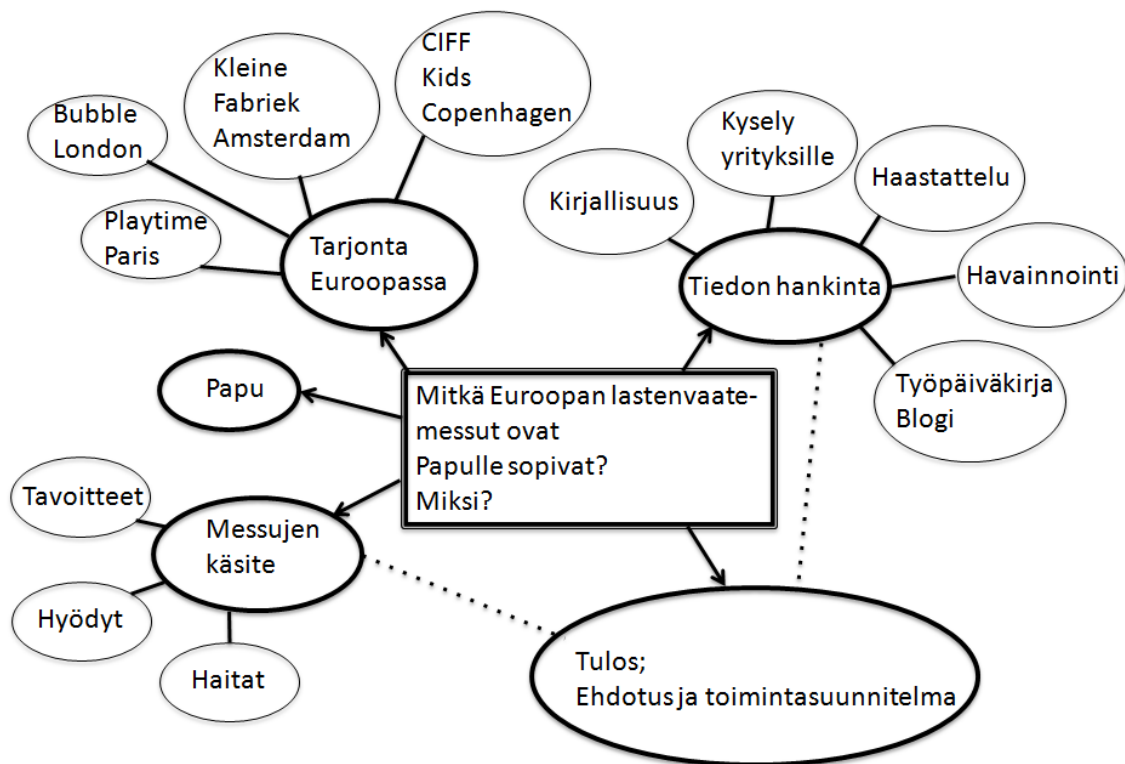 CIFF
Kids
Copenhagen
Kleine
Fabriek
Amsterdam
Bubble
London
Playtime
Paris
Tarjonta
Euroopassa
Kysely
yrityksille
Kirjallisuus
Haastattelu
Havainnointi
Tiedon hankinta
Työpäiväkirja
Blogi
Papu
Mitkä Euroopan lastenvaate-
messut ovat
Papulle sopivat?
Miksi?
Tavoitteet
Messujen
käsite
Hyödyt
Haitat
Tulos;
Ehdotus ja toimintasuunnitelma